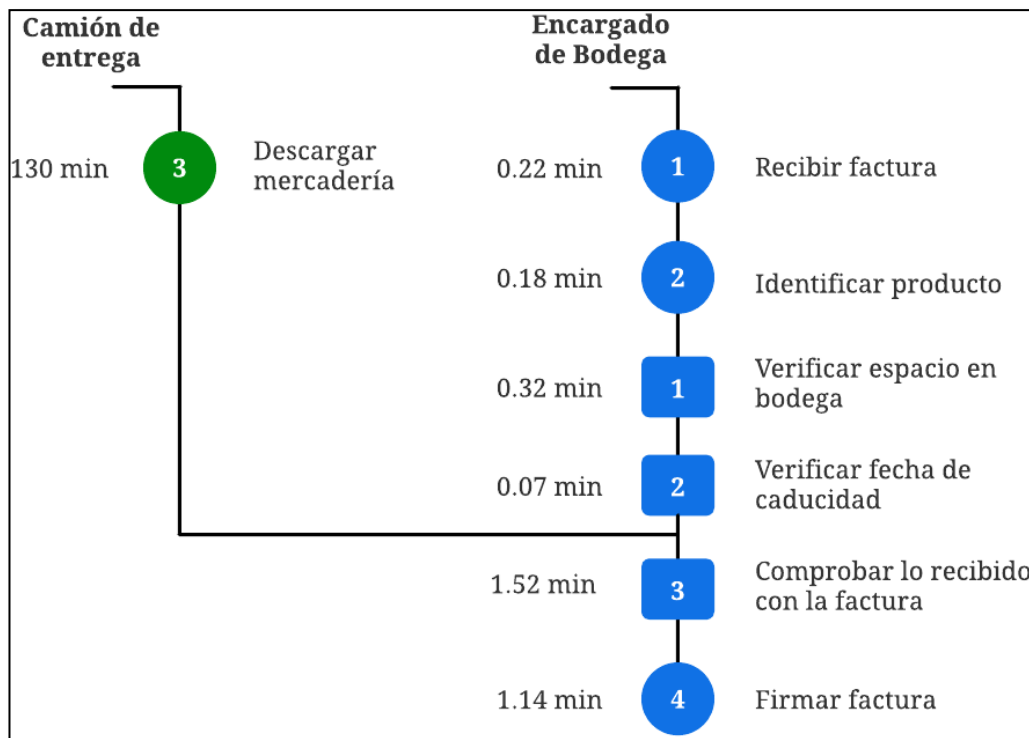 Camión de
entrega
Encargado
de Bodega
130 min
3
Descargar
mercadería
0.22 min
1
Recibir factura
0.18 min
2
Identificar producto
0.32 min
1
Verificar espacio en
bodega
0.07 min
2
Verificar fecha de
caducidad
1.52 min
3
Comprobar lo recibido
con la factura
1.14 min
4
Firmar factura